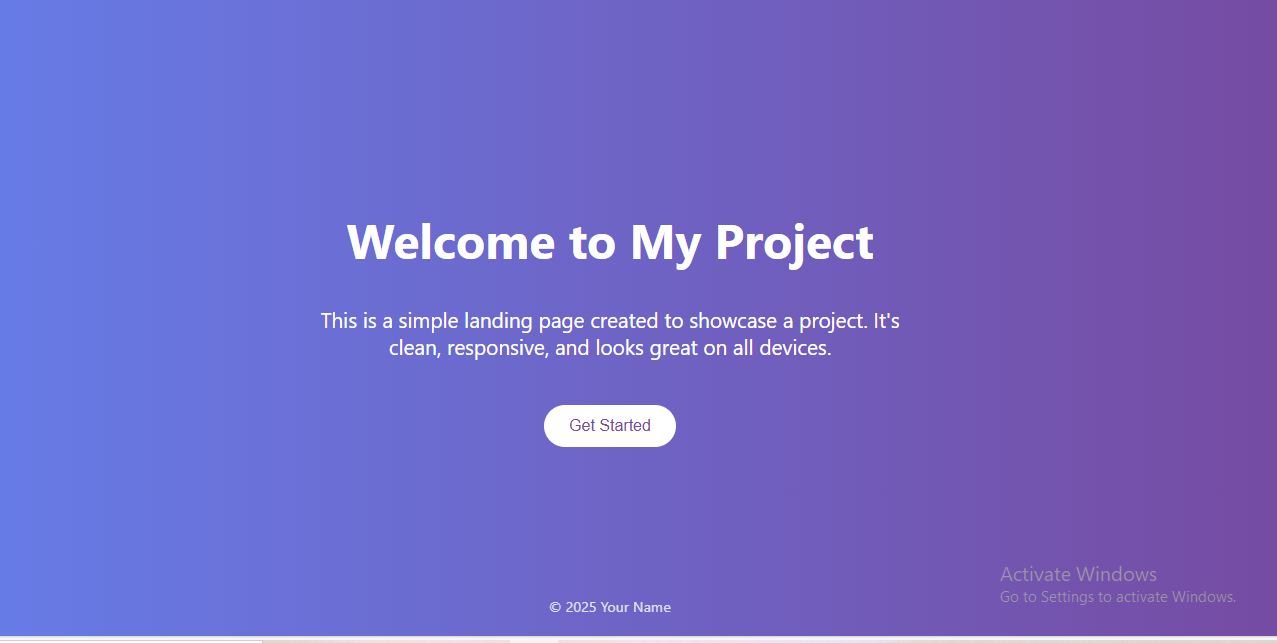 Welcome to My Project
This is a simple landing page created to showcase a project. It's
clean, responsive, and looks great on all devices.
Get Started
Activate Windows
Go to Settings to activate Windows.
© 2025 Your Name